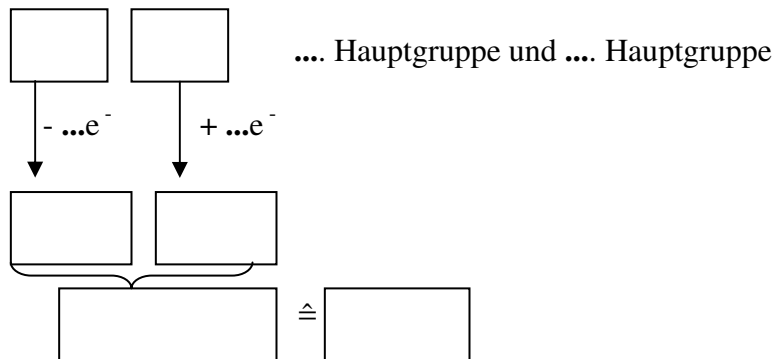 .... Hauptgruppe und .... Hauptgruppe
- ...e⁻ + ...e⁻
≙